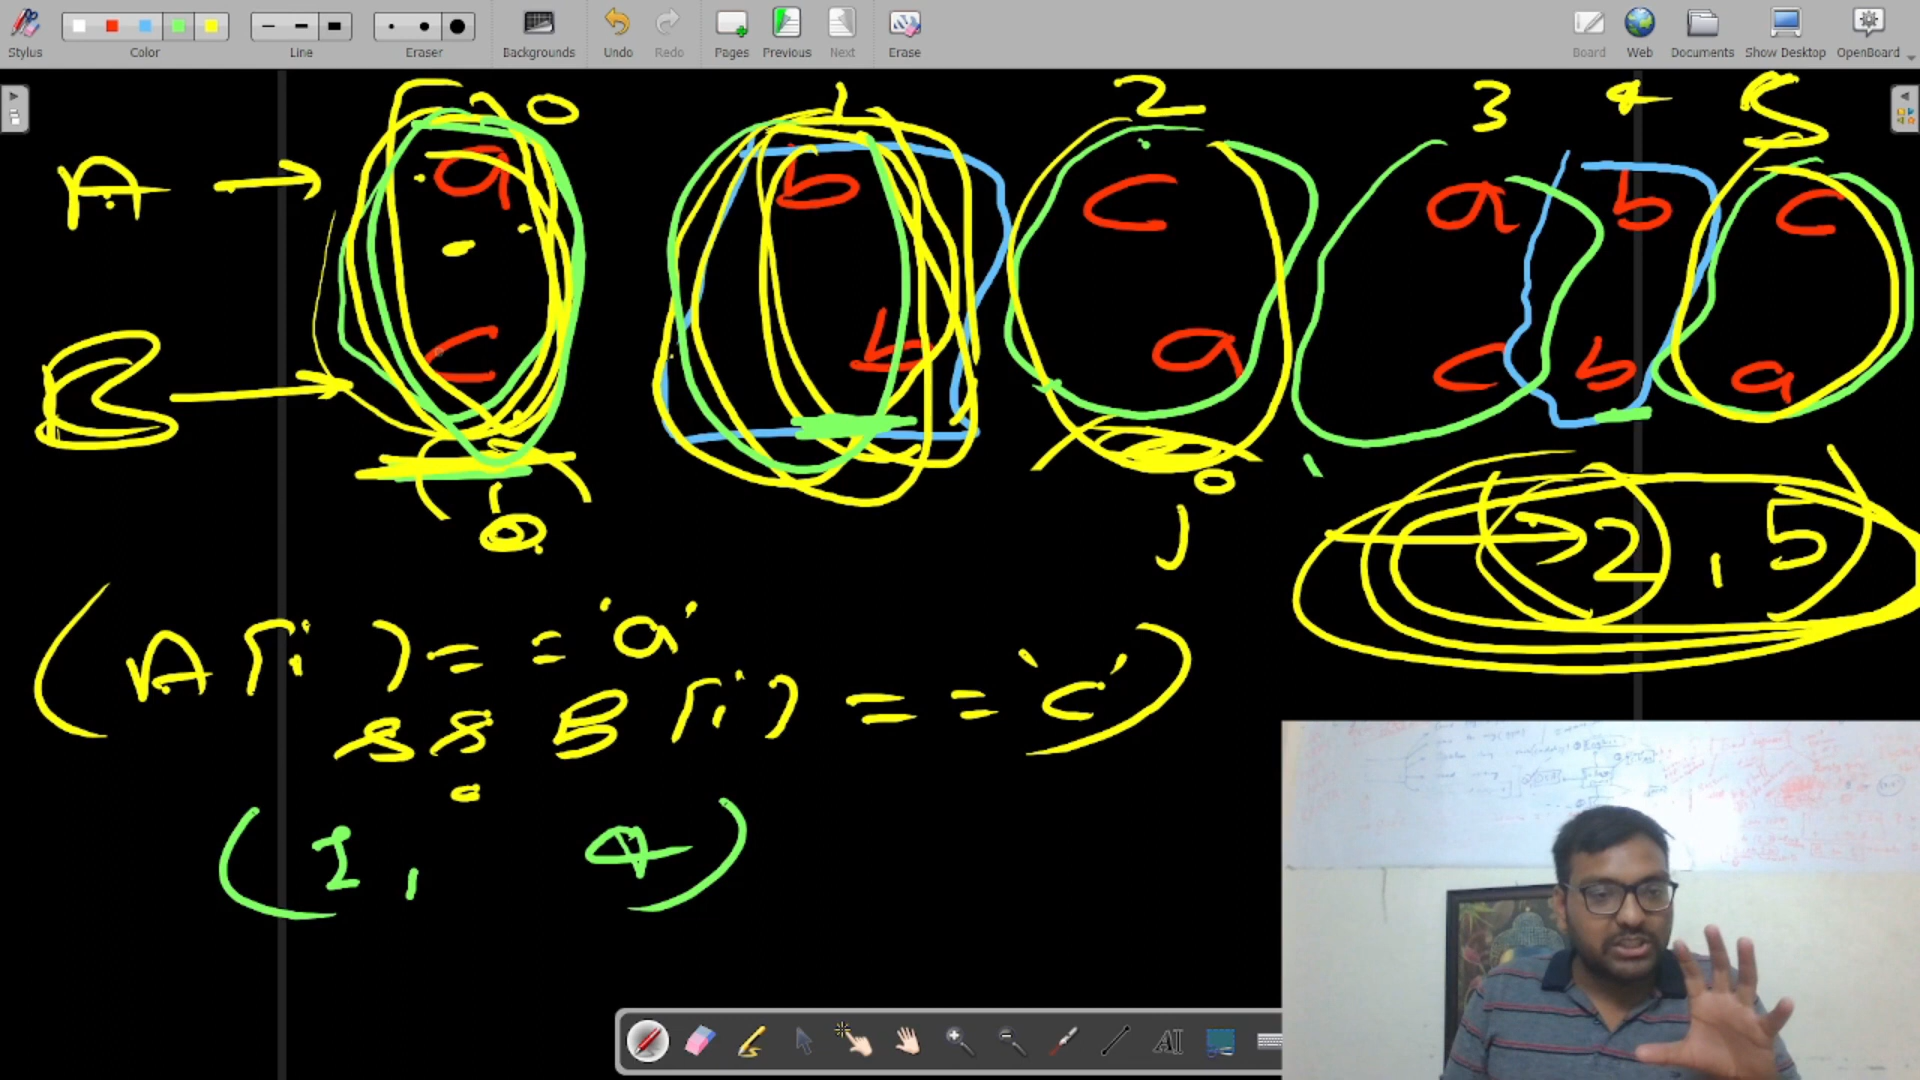 Stylus Color Line Eraser Backgrounds Undo Redo Pages Previous Next Erase Board Web Documents Show Desktop OpenBoard
0 1 2 3 4 5
A → a b c a b c
B → c b a c b a
0
j
→ 2 , 5
(A[i] == 'a'
&& B[i] == 'c')
(1, 4)
AI